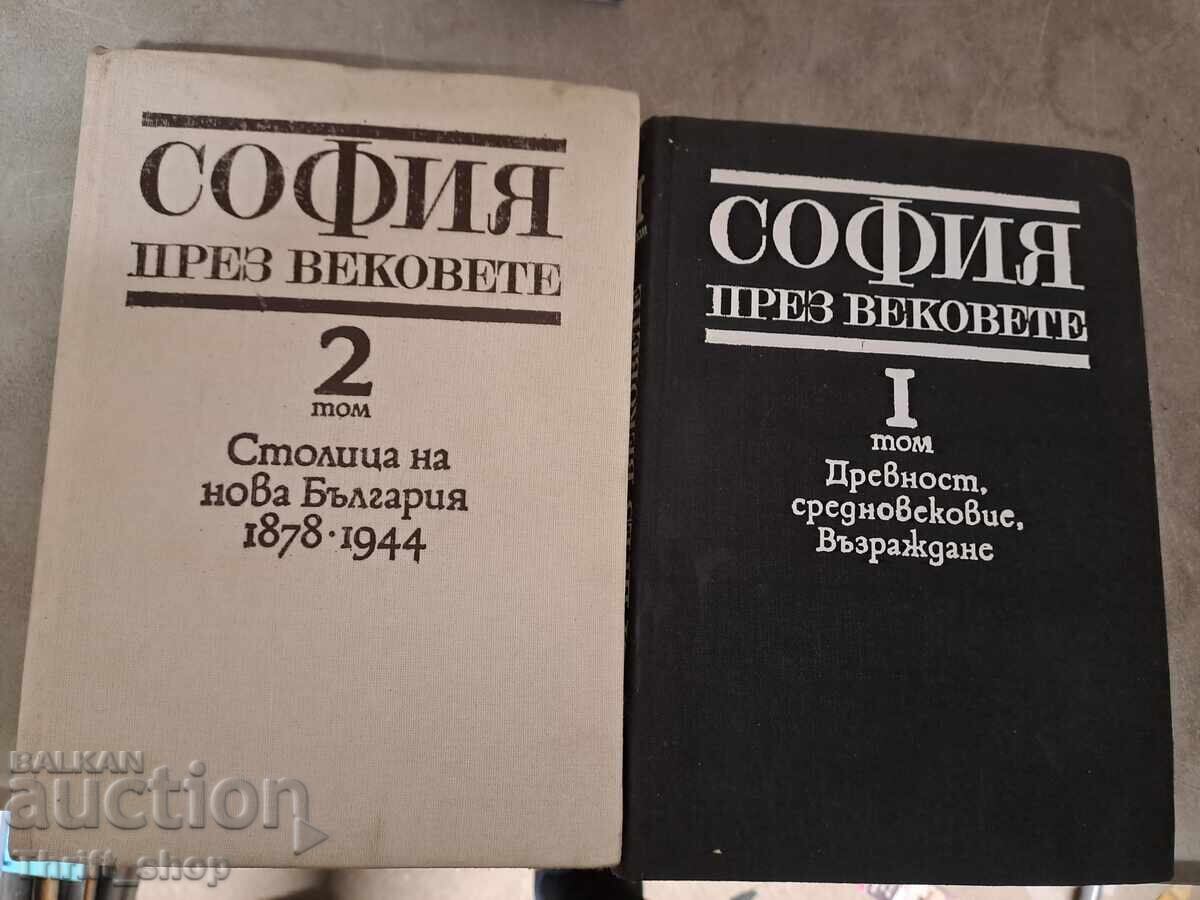 СОФИЯ
ПРЕЗ ВЕКОВЕТЕ
2
том
Столица на
нова България
1878·1944
СОФИЯ
ПРЕЗ ВЕКОВЕТЕ
I
том
Древност,
средновековие,
Възраждане
BALKAN
auction
Thrift_shop